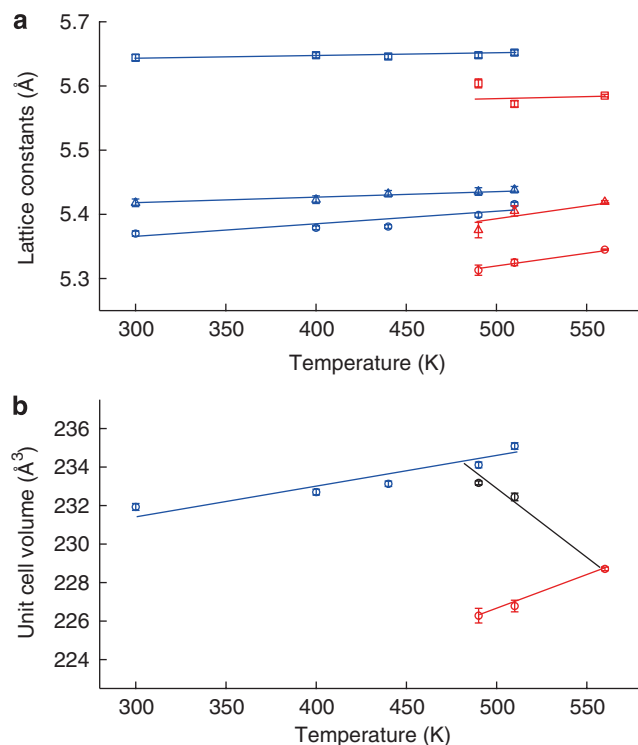 a
Lattice constants (Å)
5.7
5.6
5.5
5.4
5.3
300 350 400 450 500 550
Temperature (K)
b
Unit cell volume (Å³)
236
234
232
230
228
226
224
300 350 400 450 500 550
Temperature (K)